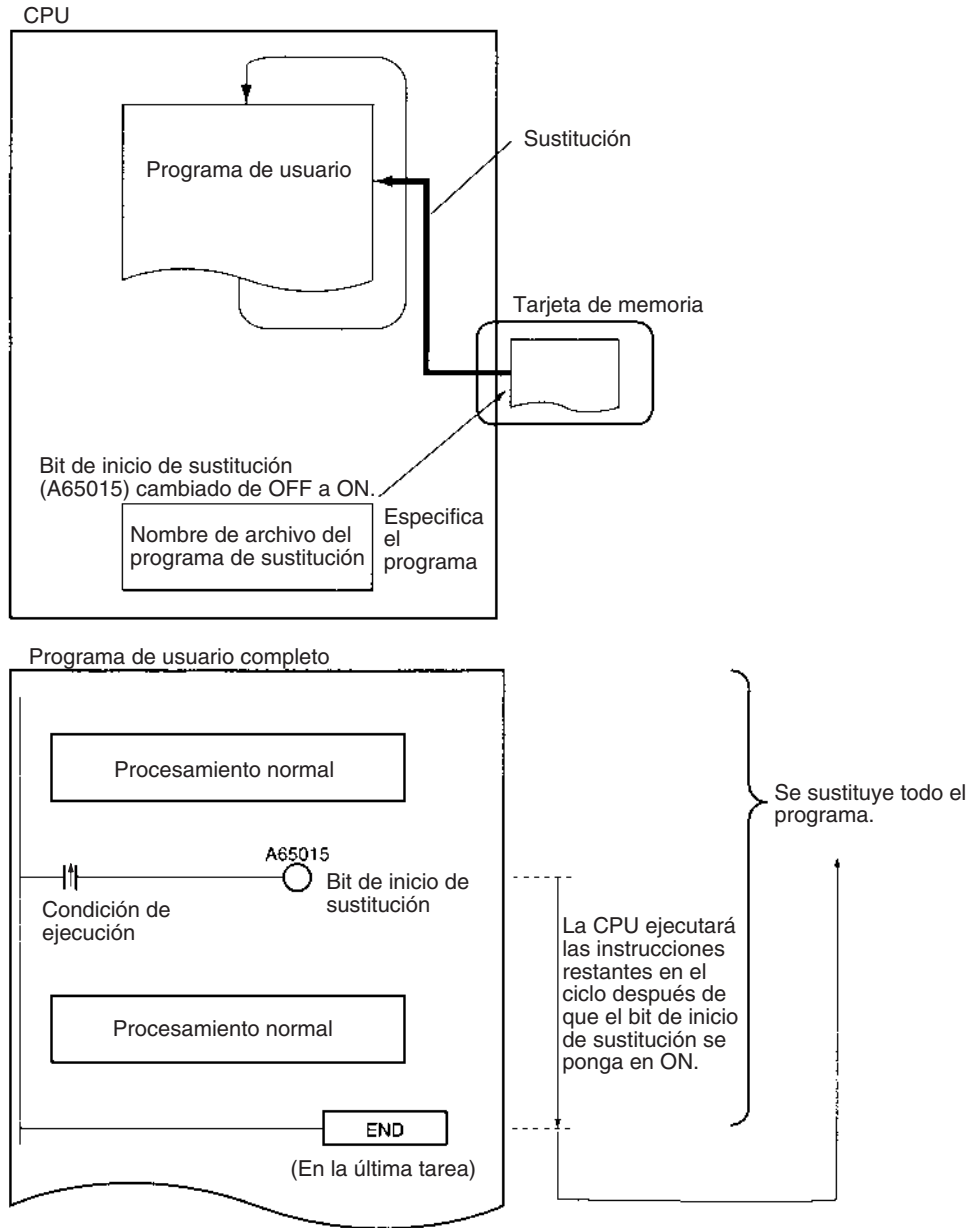 CPU
Sustitución
Programa de usuario
Tarjeta de memoria
Bit de inicio de sustitución
(A65015) cambiado de OFF a ON.
Nombre de archivo del
programa de sustitución
Especifica
el
programa
Programa de usuario completo
Procesamiento normal
Se sustituye todo el
programa.
A65015
Bit de inicio de
sustitución
Condición de
ejecución
La CPU ejecutará
las instrucciones
restantes en el
ciclo después de
que el bit de inicio
de sustitución se
ponga en ON.
Procesamiento normal
END
(En la última tarea)